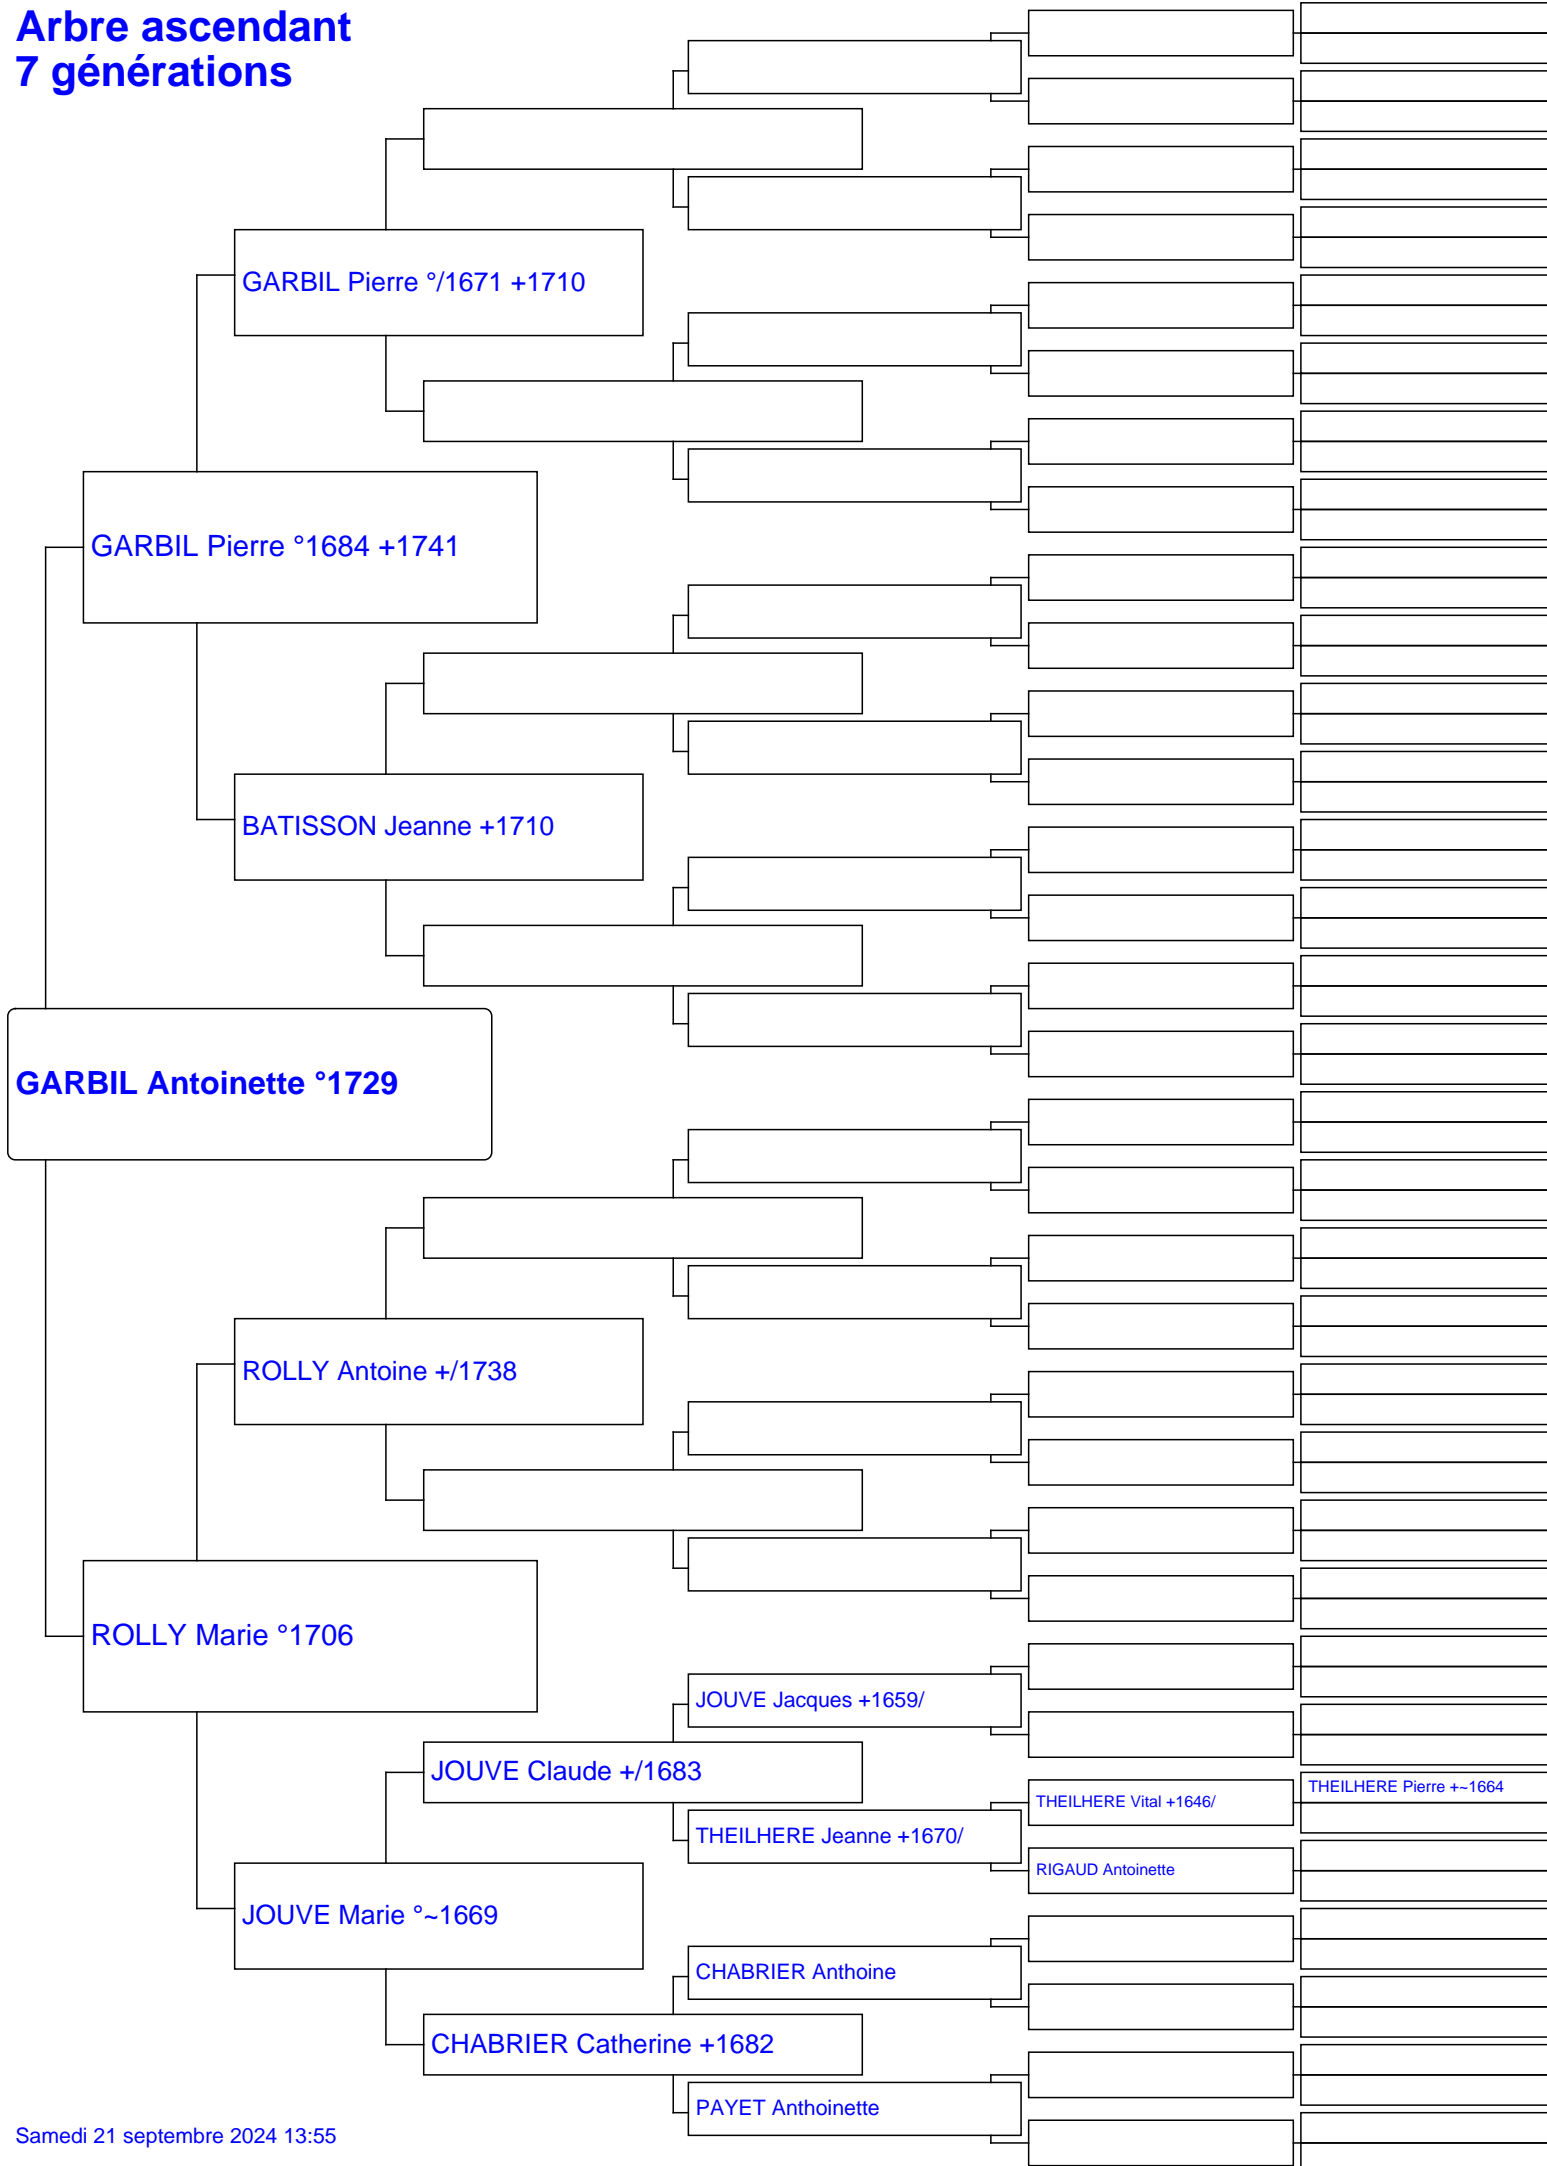 Arbre ascendant
7 générations
GARBIL Pierre °/1671 +1710
GARBIL Pierre °1684 +1741
BATISSON Jeanne +1710
GARBIL Antoinette °1729
ROLLY Antoine +/1738
ROLLY Marie °1706
JOUVE Jacques +1659/
JOUVE Claude +/1683
THEILHERE Pierre +~1664
THEILHERE Vital +1646/
THEILHERE Jeanne +1670/
RIGAUD Antoinette
JOUVE Marie °~1669
CHABRIER Anthoine
CHABRIER Catherine +1682
PAYET Anthoinette
Samedi 21 septembre 2024 13:55